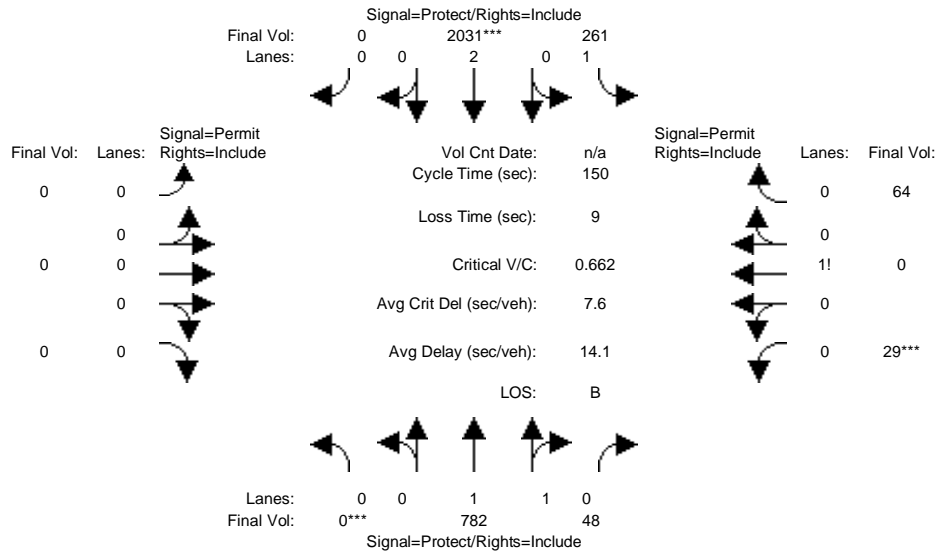 Signal=Protect/Rights=Include
Final Vol: 0 2031*** 261
Lanes: 0 0 2 0 1
Signal=Permit
Final Vol: Lanes: Rights=Include
Vol Cnt Date: n/a
Signal=Permit
Rights=Include Lanes: Final Vol:
Cycle Time (sec): 150
0 0
0 64
Loss Time (sec): 9
0
0
0 0
Critical V/C: 0.662
1! 0
0
Avg Crit Del (sec/veh): 7.6
0
0 0
Avg Delay (sec/veh): 14.1
0 29***
LOS: B
Lanes: 0 0 1 1 0
Final Vol: 0*** 782 48
Signal=Protect/Rights=Include